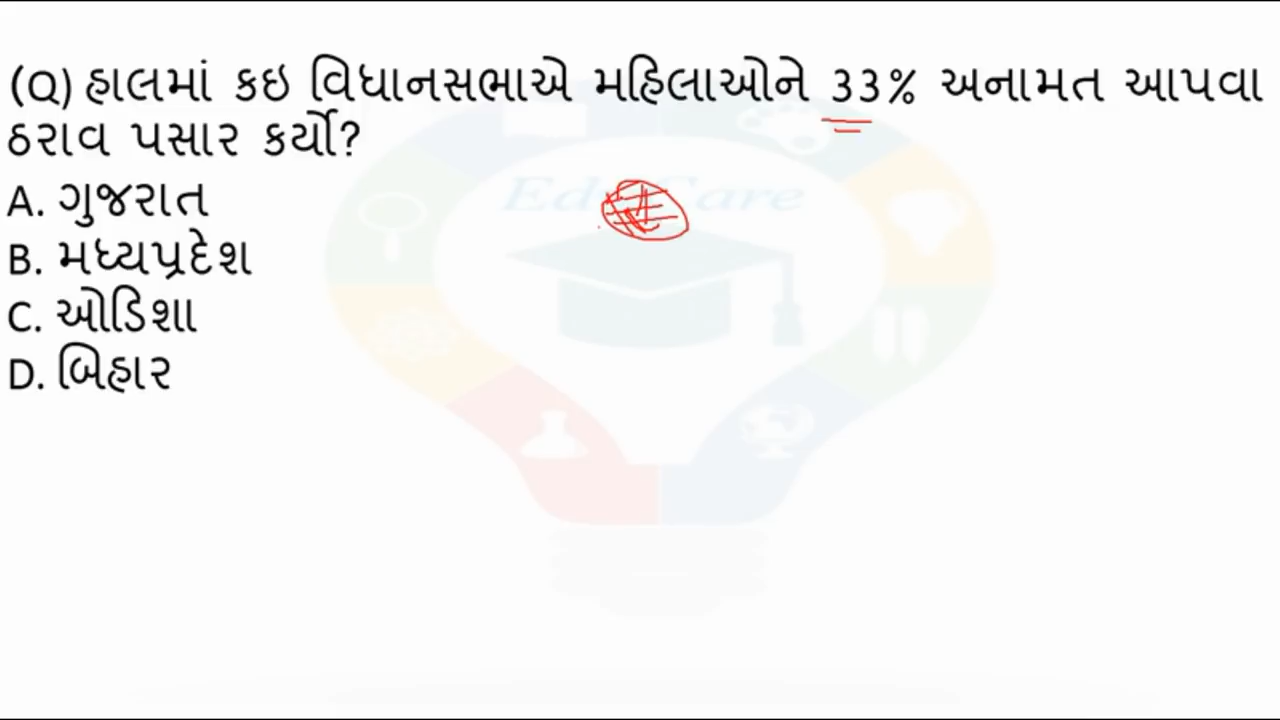 (Q) હાલમાં કઇ વિધાનસભાએ મહિલાઓને 33% અનામત આપવા
ઠરાવ પસાર કર્યો?
A. ગુજરાત
B. મધ્યપ્રદેશ
C. ઓડિશા
D. બિહાર